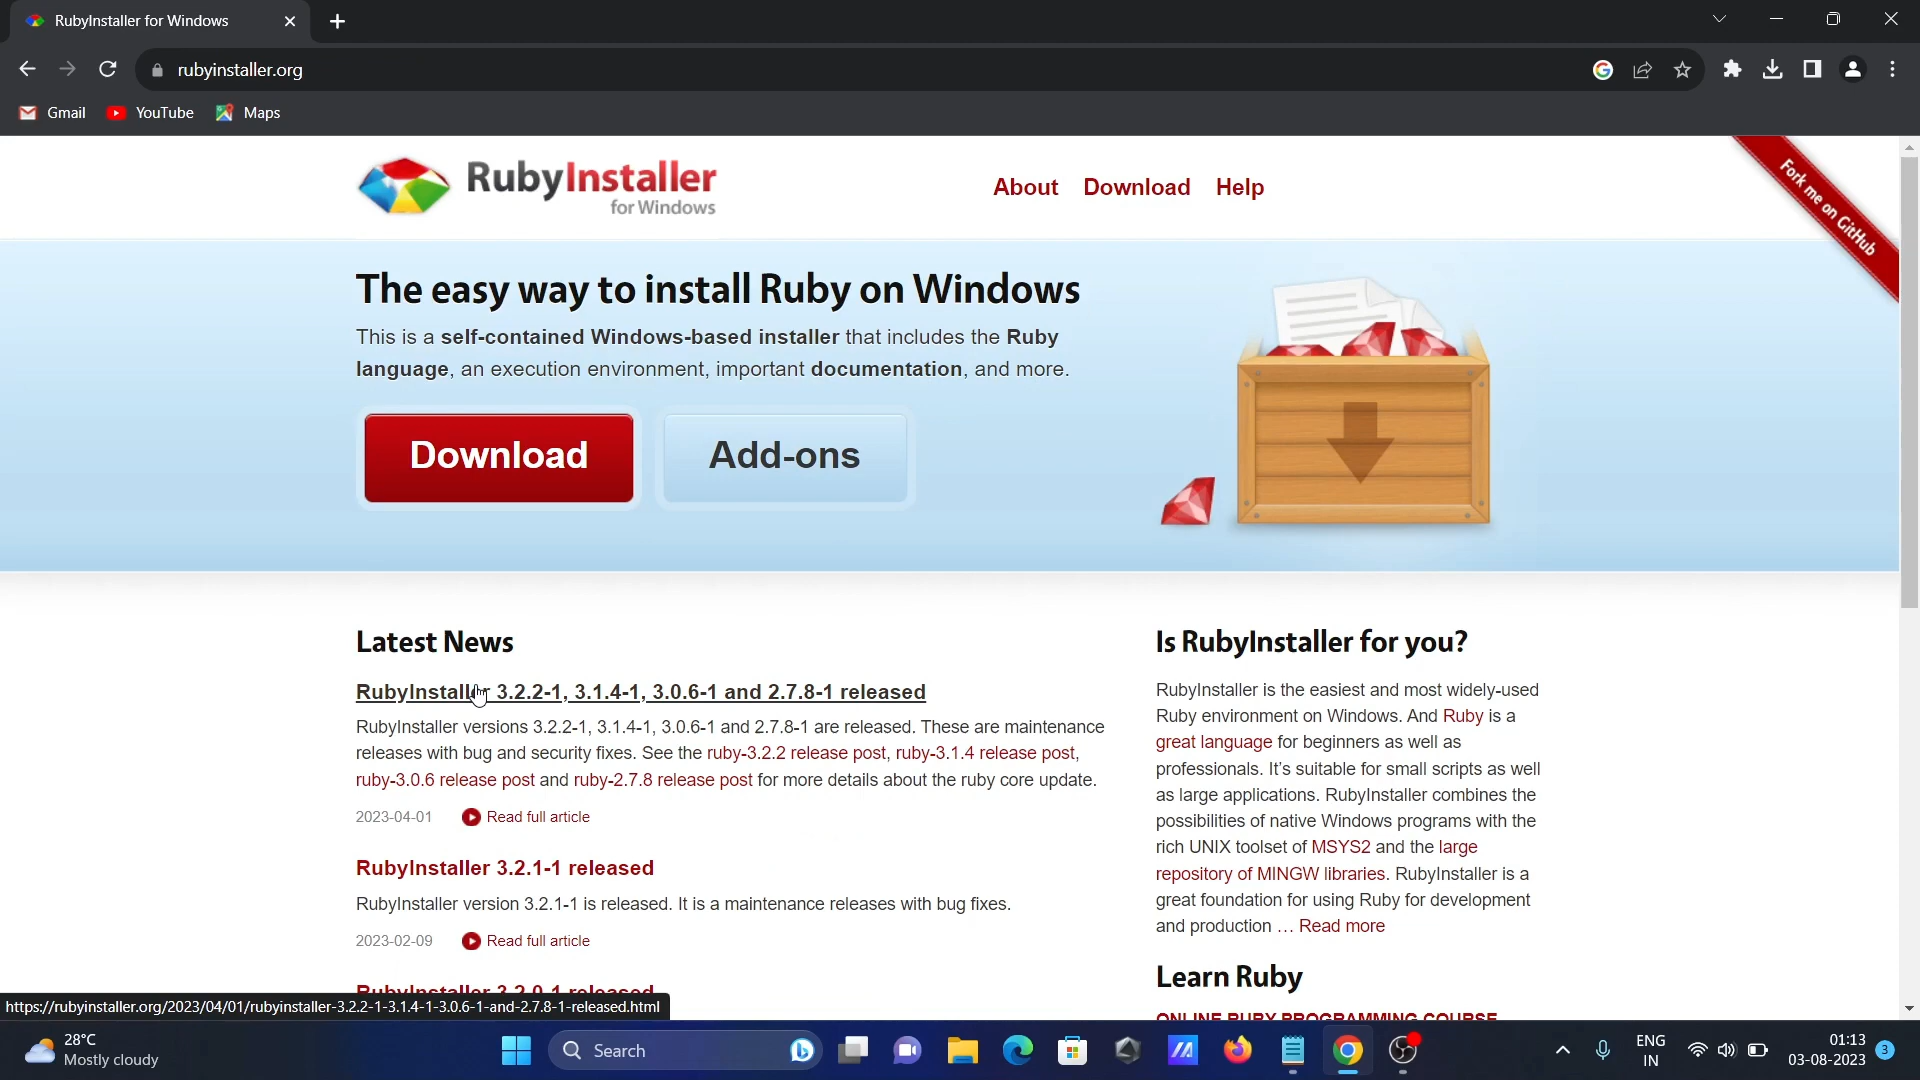 RubyInstaller for Windows
rubyinstaller.org
Gmail YouTube Maps
RubyInstaller
for Windows
About Download Help
Fork me on GitHub
The easy way to install Ruby on Windows
This is a self-contained Windows-based installer that includes the Ruby
language, an execution environment, important documentation, and more.
Download Add-ons
Latest News
RubyInstaller 3.2.2-1, 3.1.4-1, 3.0.6-1 and 2.7.8-1 released
RubyInstaller versions 3.2.2-1, 3.1.4-1, 3.0.6-1 and 2.7.8-1 are released. These are maintenance
releases with bug and security fixes. See the ruby-3.2.2 release post, ruby-3.1.4 release post,
ruby-3.0.6 release post and ruby-2.7.8 release post for more details about the ruby core update.
2023-04-01 Read full article
RubyInstaller 3.2.1-1 released
RubyInstaller version 3.2.1-1 is released. It is a maintenance releases with bug fixes.
2023-02-09 Read full article
RubyInstaller 3.2.0-1 released
Is RubyInstaller for you?
RubyInstaller is the easiest and most widely-used
Ruby environment on Windows. And Ruby is a
great language for beginners as well as
professionals. It's suitable for small scripts as well
as large applications. RubyInstaller combines the
possibilities of native Windows programs with the
rich UNIX toolset of MSYS2 and the large
repository of MINGW libraries. RubyInstaller is a
great foundation for using Ruby for development
and production … Read more
Learn Ruby
ONLINE RUBY PROGRAMMING COURSE
https://rubyinstaller.org/2023/04/01/rubyinstaller-3.2.2-1-3.1.4-1-3.0.6-1-and-2.7.8-1-released.html
28°C
Mostly cloudy
Search
ENG
IN
01:13
03-08-2023
3